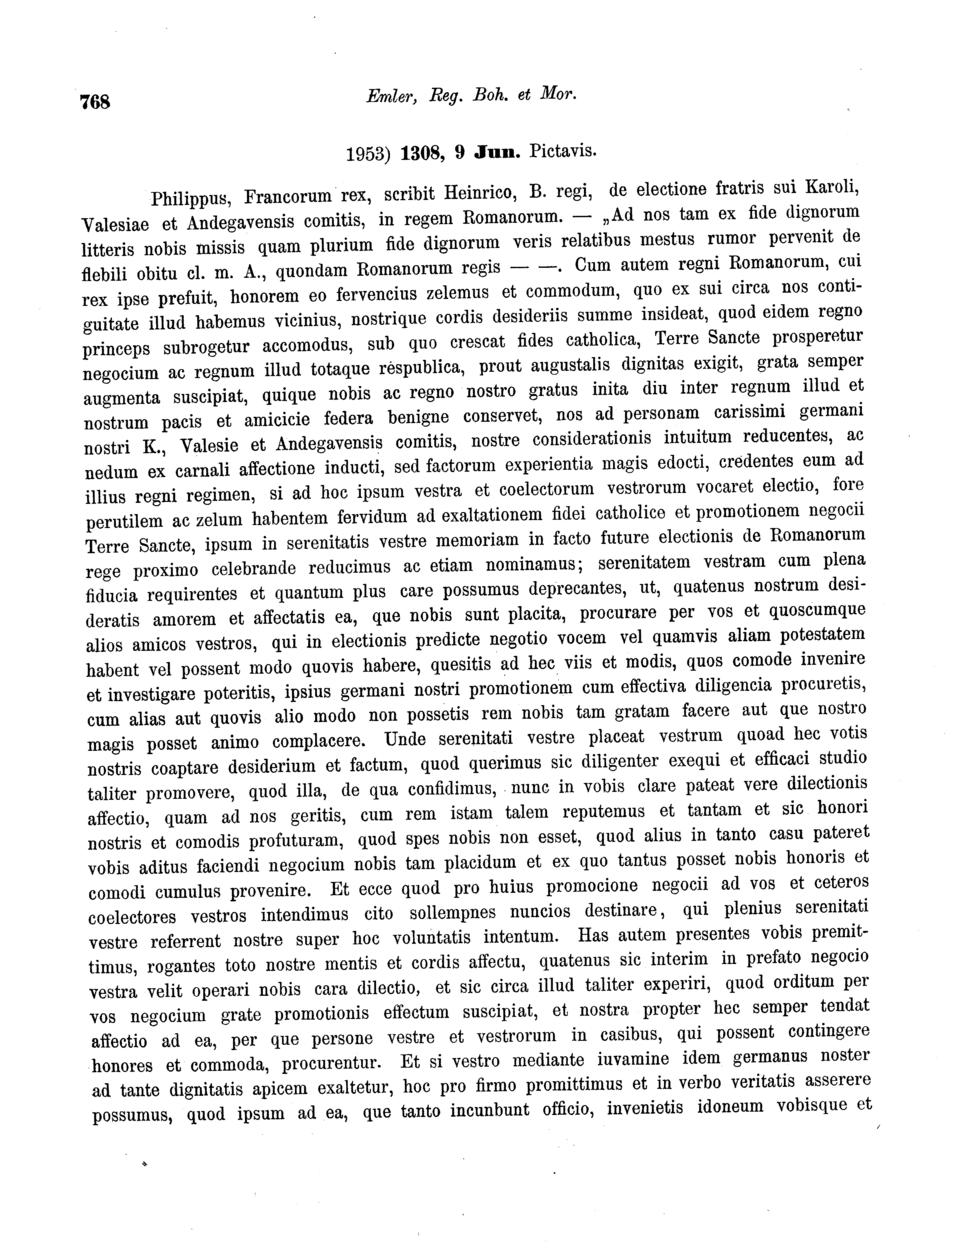 768
Emler, Reg. Boh. et Mor.
1953) 1308, 9 Jun. Pictavis.
Philippus, Francorum rex, scribit Heinrico, B. regi, de electione fratris sui Karoli,
Valesiae et Andegavensis comitis, in regem Romanorum. — „Ad nos tam ex fide dignorum
litteris nobis missis quam plurium fide dignorum veris relatibus mestus rumor pervenit de
flebili obitu cl. m. A., quondam Romanorum regis — —. Cum autem regni Romanorum, cui
rex ipse prefuit, honorem eo fervencius zelemus et commodum, quo ex sui circa nos conti-
guitate illud habemus vicinius, nostrique cordis desideriis summe insideat, quod eidem regno
princeps subrogetur accomodus, sub quo crescat fides catholica, Terre Sancte prosperetur
negocium ac regnum illud totaque respublica, prout augustalis dignitas exigit, grata semper
augmenta suscipiat, quique nobis ac regno nostro gratus inita diu inter regnum illud et
nostrum pacis et amicicie federa benigne conservet, nos ad personam carissimi germani
nostri K., Valesie et Andegavensis comitis, nostre considerationis intuitum reducentes, ac
nedum ex carnali affectione inducti, sed factorum experientia magis edocti, credentes eum ad
illius regni regimen, si ad hoc ipsum vestra et coelectorum vestrorum vocaret electio, fore
perutilem ac zelum habentem fervidum ad exaltationem fidei catholice et promotionem negocii
Terre Sancte, ipsum in serenitatis vestre memoriam in facto future electionis de Romanorum
rege proximo celebrande reducimus ac etiam nominamus; serenitatem vestram cum plena
fiducia requirentes et quantum plus care possumus deprecantes, ut, quatenus nostrum desi-
deratis amorem et affectatis ea, que nobis sunt placita, procurare per vos et quoscumque
alios amicos vestros, qui in electionis predicte negotio vocem vel quamvis aliam potestatem
habent vel possent modo quovis habere, quesitis ad hec viis et modis, quos comode invenire
et investigare poteritis, ipsius germani nostri promotionem cum effectiva diligencia procuretis,
cum alias aut quovis alio modo non possetis rem nobis tam gratam facere aut que nostro
magis posset animo complacere. Unde serenitati vestre placeat vestrum quoad hec votis
nostris coaptare desiderium et factum, quod querimus sic diligenter exequi et efficaci studio
taliter promovere, quod illa, de qua confidimus, nunc in vobis clare pateat vere dilectionis
affectio, quam ad nos geritis, cum rem istam talem reputemus et tantam et sic honori
nostris et comodis profuturam, quod spes nobis non esset, quod alius in tanto casu pateret
vobis aditus faciendi negocium nobis tam placidum et ex quo tantus posset nobis honoris et
comodi cumulus provenire. Et ecce quod pro huius promocione negocii ad vos et ceteros
coelectores vestros intendimus cito sollempnes nuncios destinare, qui plenius serenitati
vestre referrent nostre super hoc voluntatis intentum. Has autem presentes vobis premit-
timus, rogantes toto nostre mentis et cordis affectu, quatenus sic interim in prefato negocio
vestra velit operari nobis cara dilectio, et sic circa illud taliter experiri, quod orditum per
vos negocium grate promotionis effectum suscipiat, et nostra propter hec semper tendat
affectio ad ea, per que persone vestre et vestrorum in casibus, qui possent contingere
honores et commoda, procurentur. Et si vestro mediante iuvamine idem germanus noster
ad tante dignitatis apicem exaltetur, hoc pro firmo promittimus et in verbo veritatis asserere
possumus, quod ipsum ad ea, que tanto incunbunt officio, invenietis idoneum vobisque et